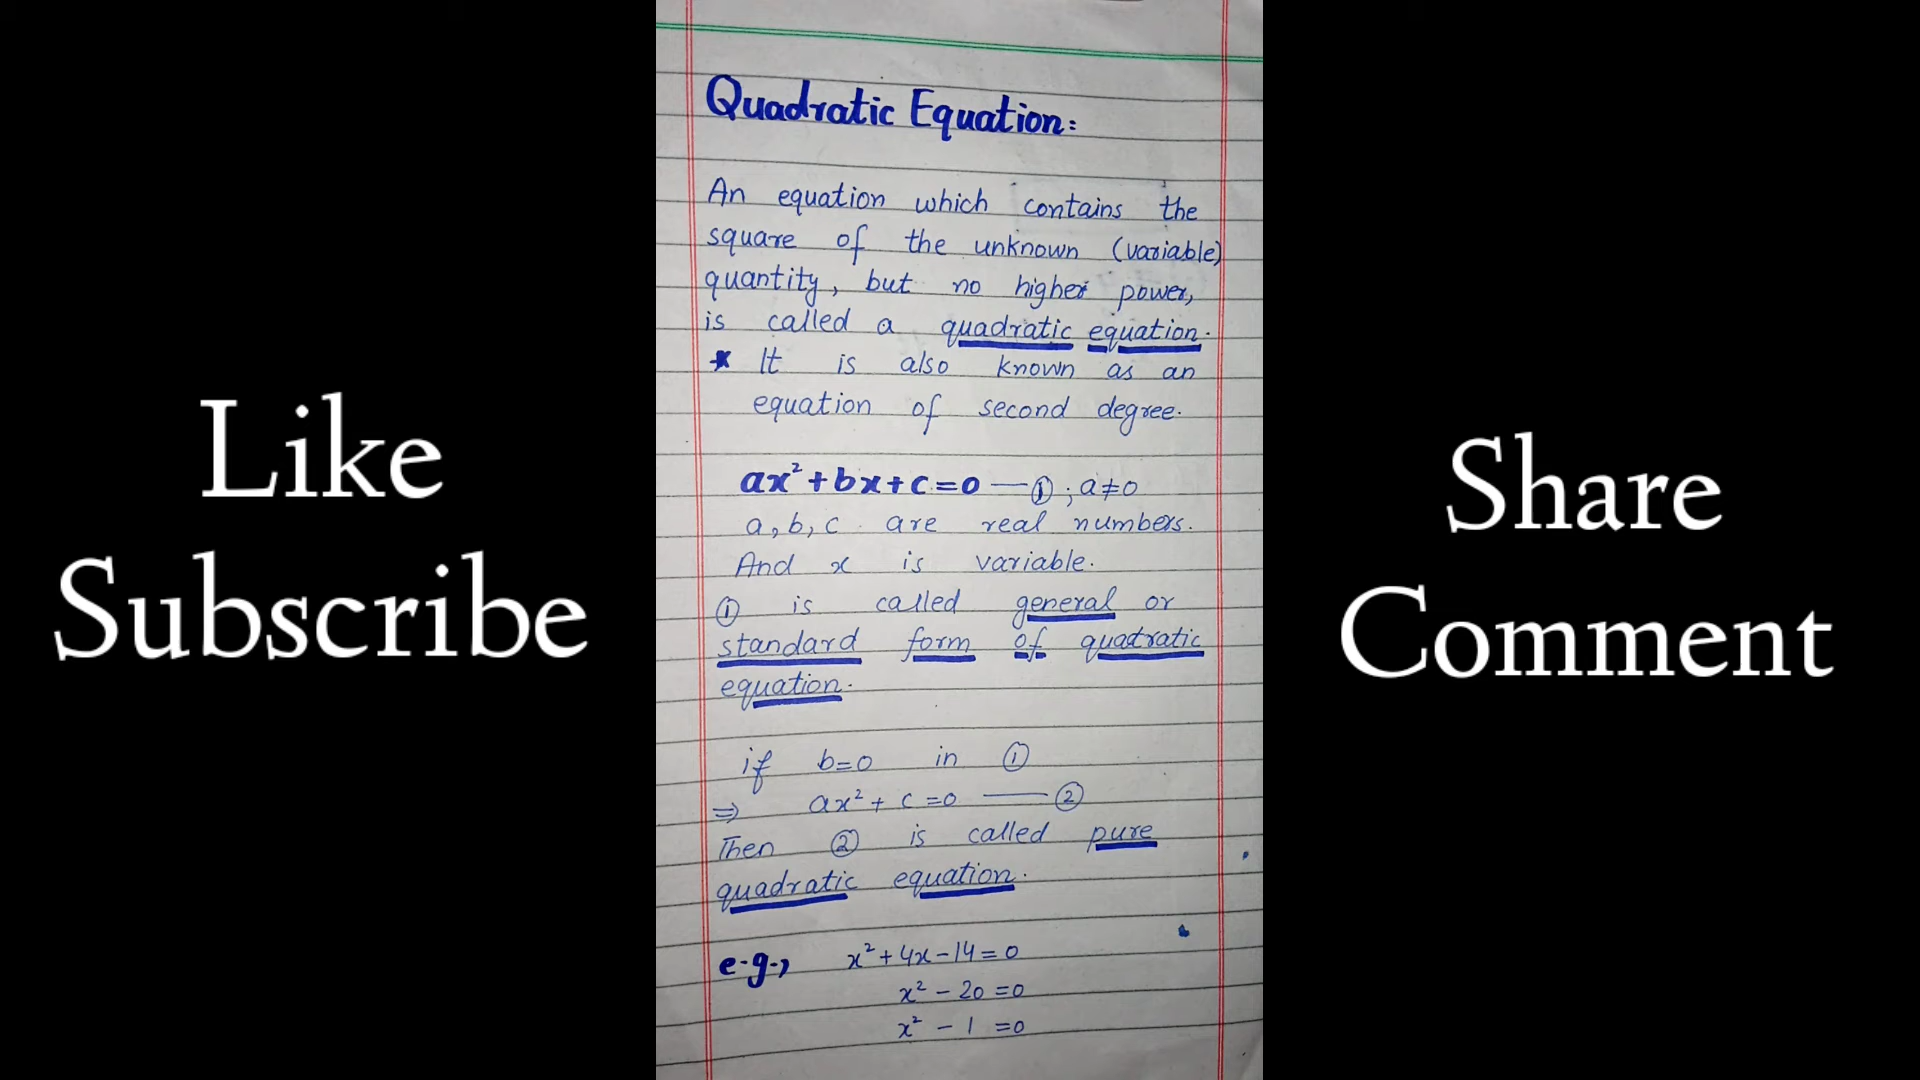 Like
Subscribe
Quadratic Equation:
An equation which contains the
square of the unknown (variable)
quantity, but no higher power,
is called a quadratic equation.
* It is also known as an
equation of second degree.
ax²+bx+c=0 — ① ; a≠0
a, b, c are real numbers.
And x is variable.
① is called general or
standard form of quadratic
equation.
if b=0 in ①
⇒ ax²+ c =0 — ②
Then ② is called pure
quadratic equation.
e.g., x²+4x-14=0
x² - 20 =0
x² - 1 =0
Share
Comment